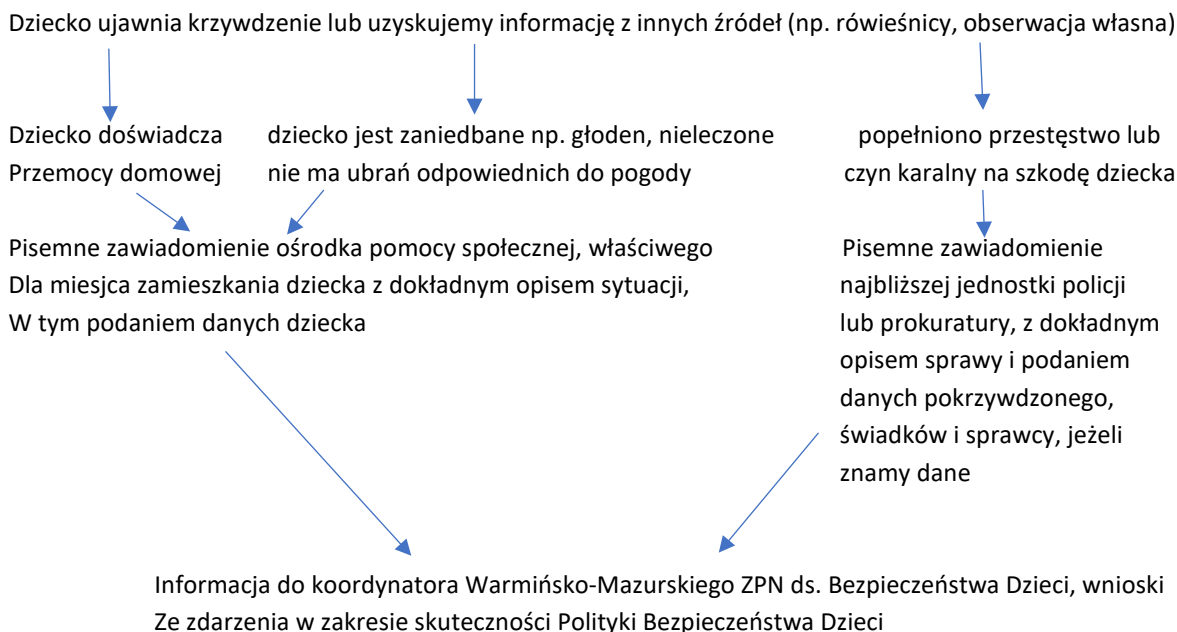 Dziecko ujawnia krzywdzenie lub uzyskujemy informację z innych źródeł (np. rówieśnicy, obserwacja własna)
Dziecko doświadcza
Przemocy domowej
dziecko jest zaniedbane np. głoden, nieleczone
nie ma ubrań odpowiednich do pogody
popełniono przestęstwo lub
czyn karalny na szkodę dziecka
Pisemne zawiadomienie ośrodka pomocy społecznej, właściwego
Dla miesjca zamieszkania dziecka z dokładnym opisem sytuacji,
W tym podaniem danych dziecka
Pisemne zawiadomienie
najbliższej jednostki policji
lub prokuratury, z dokładnym
opisem sprawy i podaniem
danych pokrzywdzonego,
świadków i sprawcy, jeżeli
znamy dane
Informacja do koordynatora Warmińsko-Mazurskiego ZPN ds. Bezpieczeństwa Dzieci, wnioski
Ze zdarzenia w zakresie skuteczności Polityki Bezpieczeństwa Dzieci